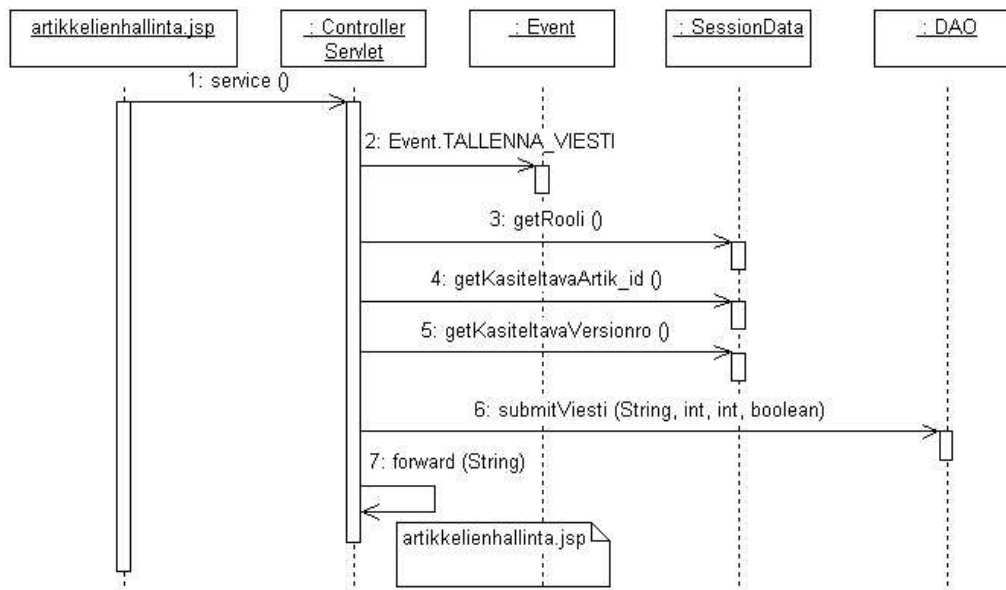 artikkelienhallinta.jsp
: Controller
Servlet
: Event
: SessionData
: DAO
1: service ()
2: Event.TALLENNA_VIESTI
3: getRooli ()
4: getKasiteltavaArtik_id ()
5: getKasiteltavaVersionro ()
6: submitViesti (String, int, int, boolean)
7: forward (String)
artikkelienhallinta.jsp